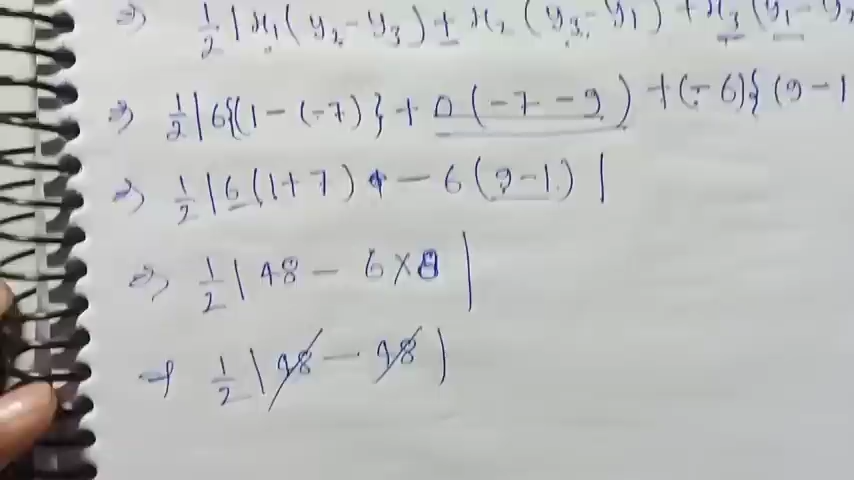 ⇒ 1/2 | x₁ (y₂ - y₃) + x₂ (y₃ - y₁) + x₃ (y₁ - y₂
⇒ 1/2 | 6{(1 - (-7)} + 0 (-7 - 9) + (-6){(9 - 1
⇒ 1/2 | 6 (1 + 7) - 6 (9 - 1) |
⇒ 1/2 | 48 - 6 × 8 |
⇒ 1/2 | 48 - 48 |